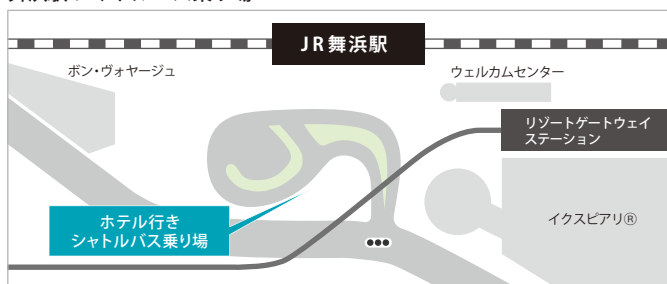 JR舞浜駅
ボン・ヴォヤージュ
ウェルカムセンター
リゾートゲートウェイ
ステーション
ホテル行き
シャトルバス乗り場
イクスピアリ®